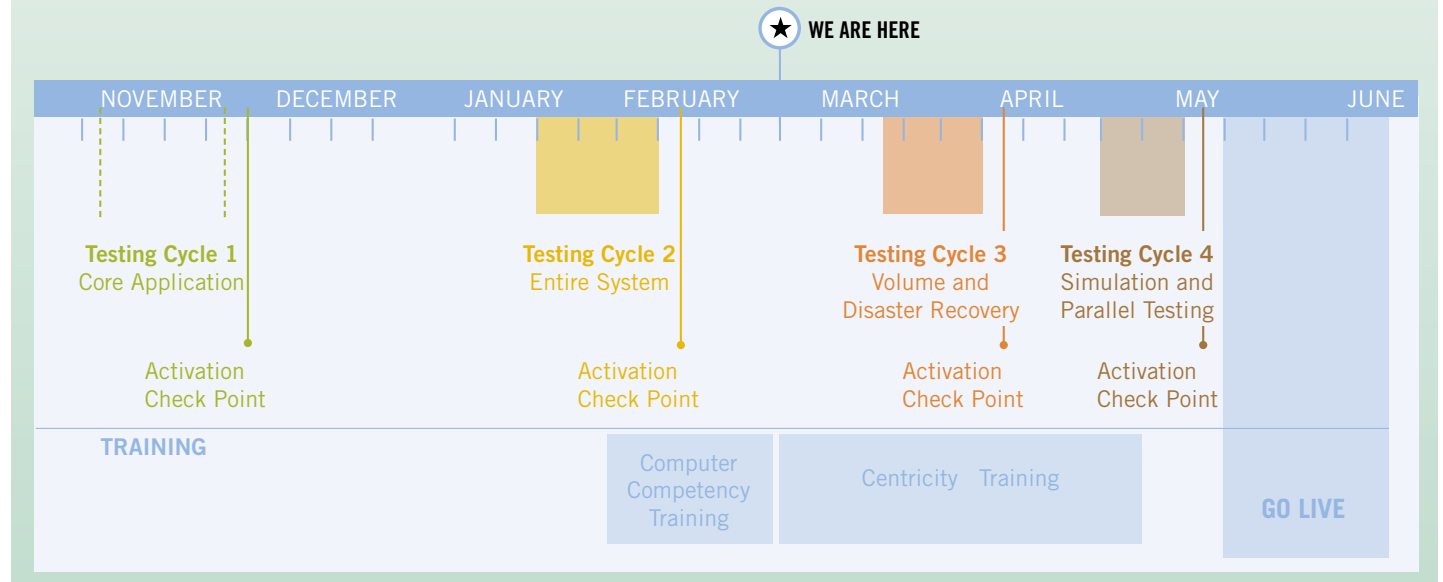 WE ARE HERE
NOVEMBER DECEMBER JANUARY FEBRUARY MARCH APRIL MAY JUNE
Testing Cycle 1
Core Application
Activation
Check Point
Testing Cycle 2
Entire System
Activation
Check Point
Testing Cycle 3
Volume and
Disaster Recovery
Activation
Check Point
Testing Cycle 4
Simulation and
Parallel Testing
Activation
Check Point
TRAINING
Computer
Competency
Training
Centricity Training
GO LIVE